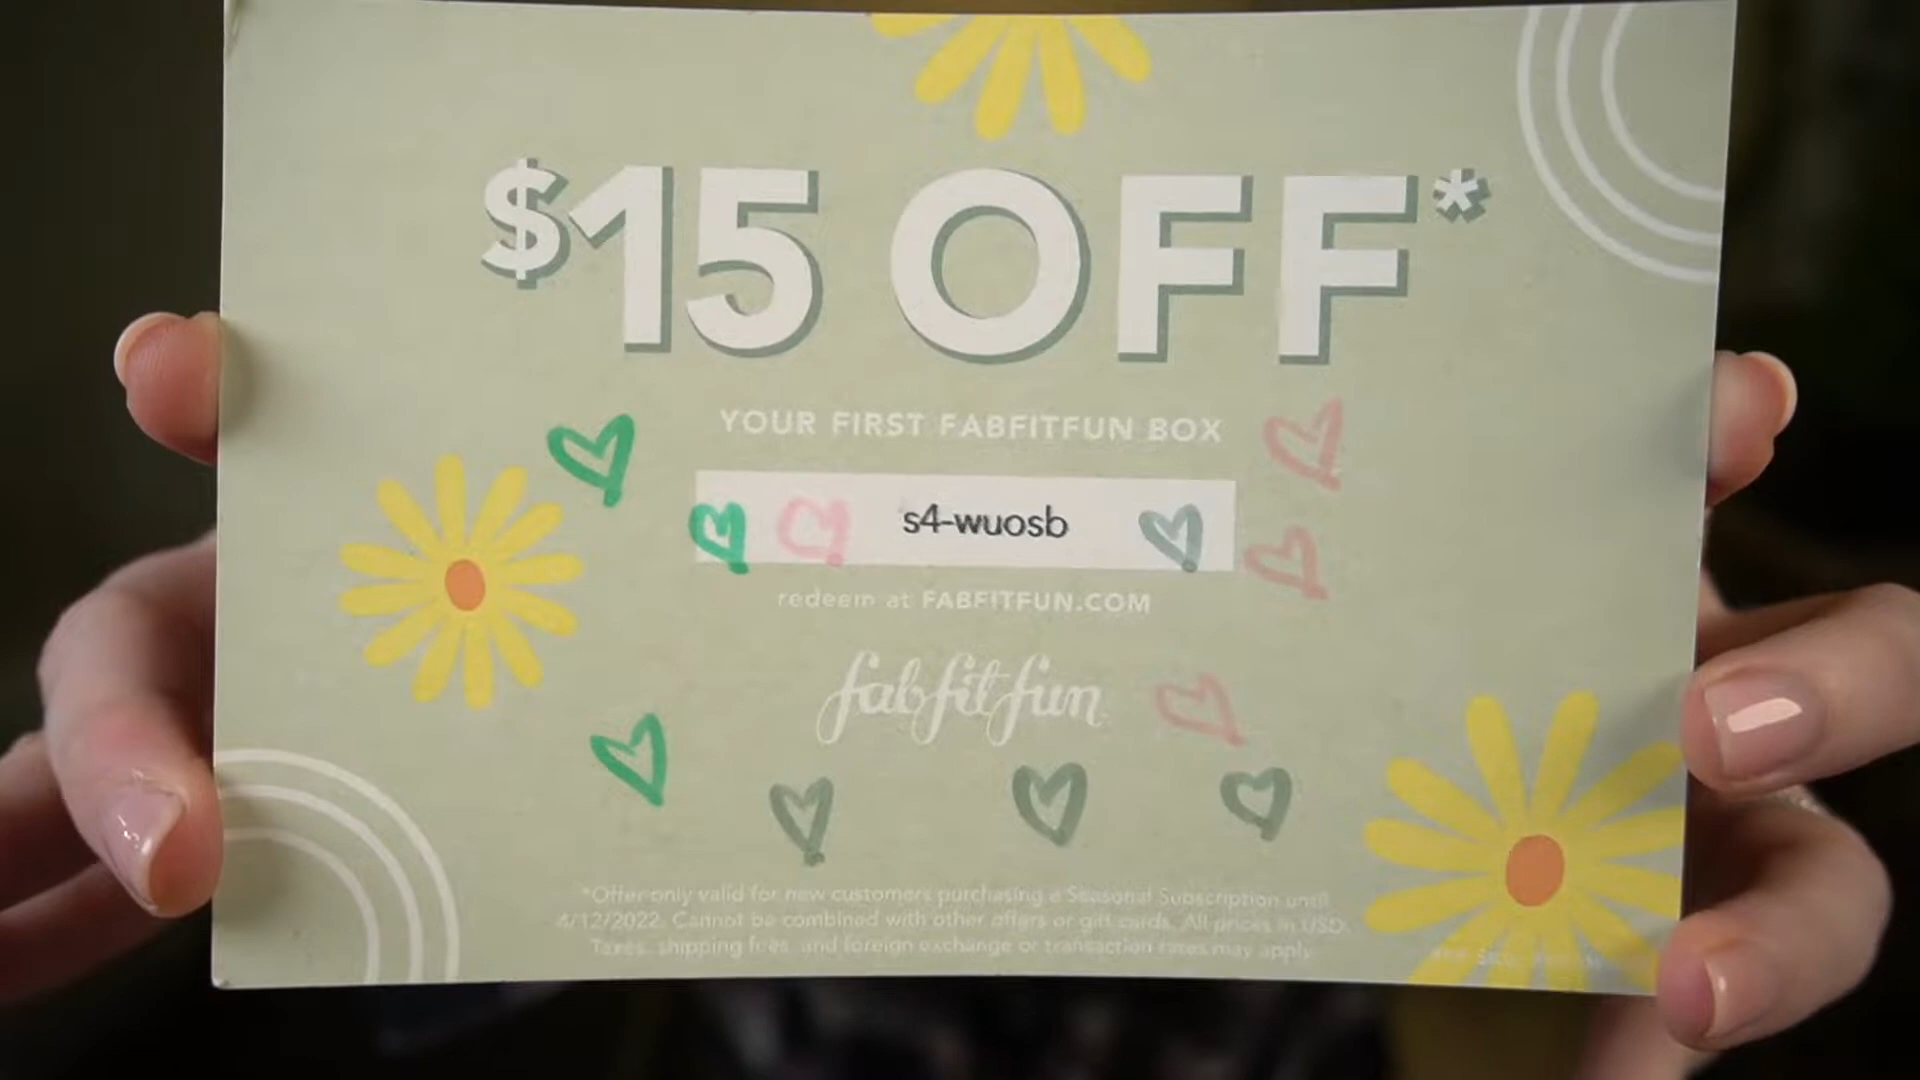 $15 OFF*
YOUR FIRST FABFITFUN BOX
s4-wuosb
redeem at FABFITFUN.COM
fabfitfun
*Offer only valid for new customers purchasing a Seasonal Subscription until
4/12/2022. Cannot be combined with other offers or gift cards. All prices in USD.
Taxes, shipping fees, and foreign exchange or transaction rates may apply.